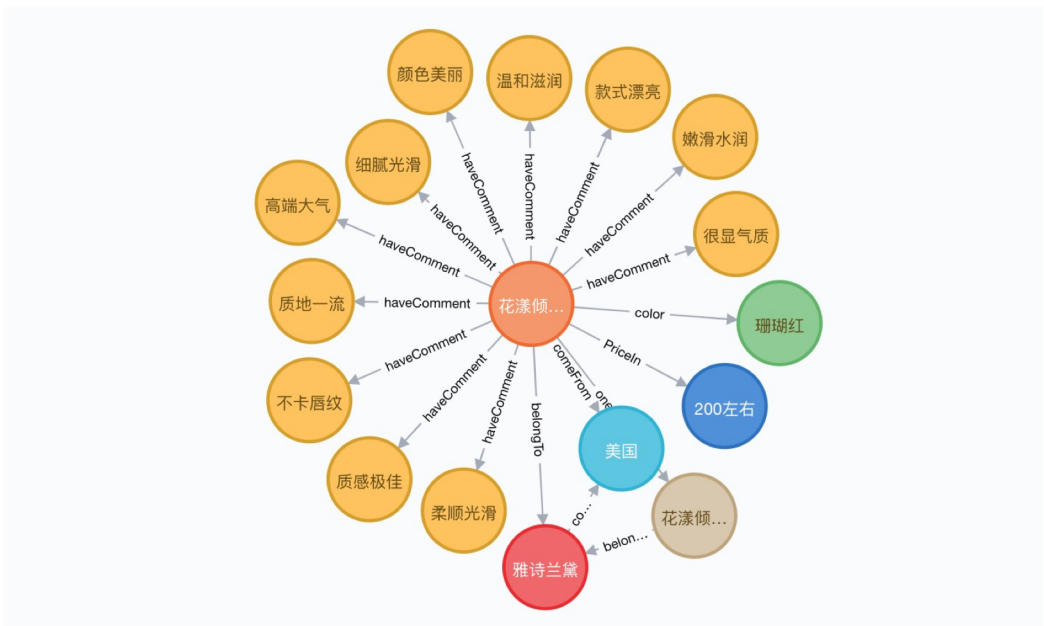 颜色美丽
温和滋润
款式漂亮
嫩滑水润
细腻光滑
很显气质
高端大气
质地一流
不卡唇纹
质感极佳
柔顺光滑
花漾倾...
珊瑚红
200左右
美国
花漾倾...
雅诗兰黛
haveComment
haveComment
haveComment
haveComment
haveComment
haveComment
haveComment
haveComment
haveComment
haveComment
haveComment
color
PriceIn
comeFrom
one
belongTo
co...
belon...